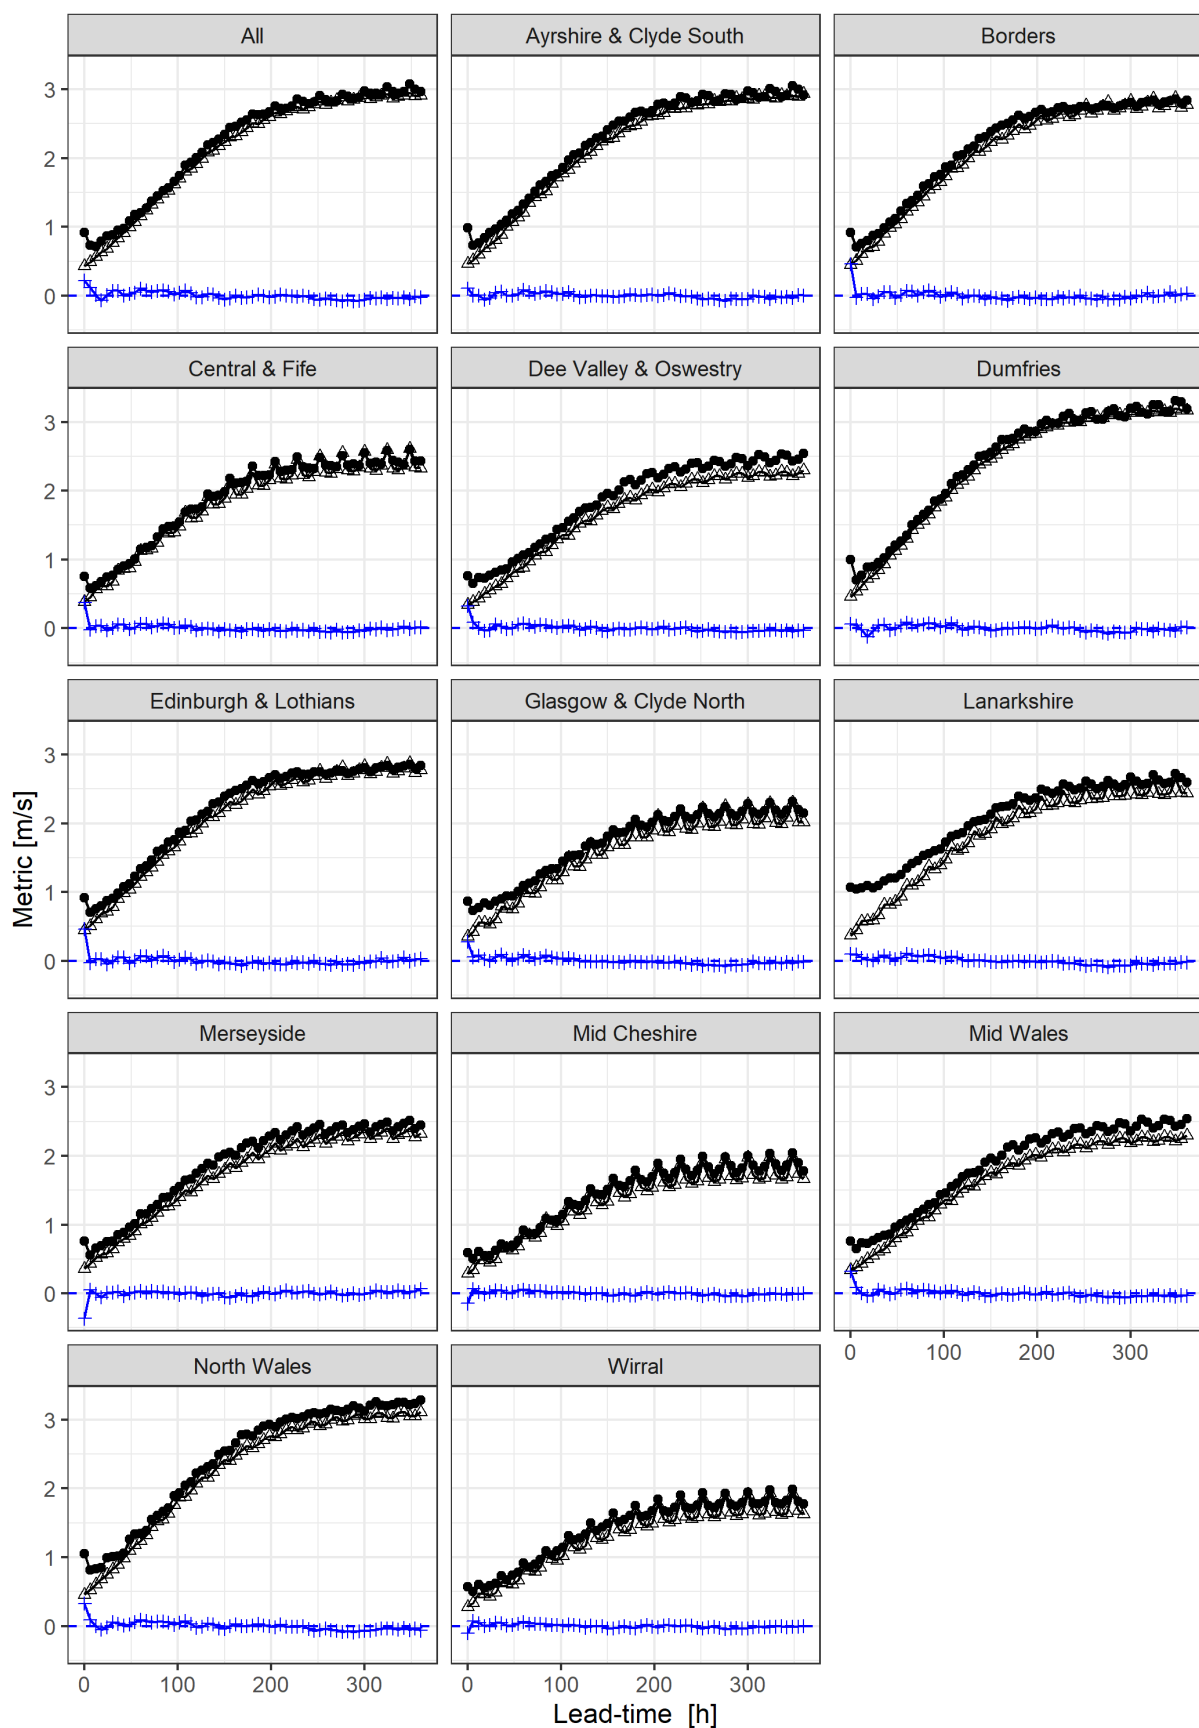 All
Ayrshire & Clyde South
Borders
3
2
1
0
Central & Fife
Dee Valley & Oswestry
Dumfries
3
2
1
0
Edinburgh & Lothians
Glasgow & Clyde North
Lanarkshire
3
2
1
0
Metric [m/s]
Merseyside
Mid Cheshire
Mid Wales
3
2
1
0
0 100 200 300
North Wales
Wirral
3
2
1
0
0 100 200 300
0 100 200 300
Lead-time [h]